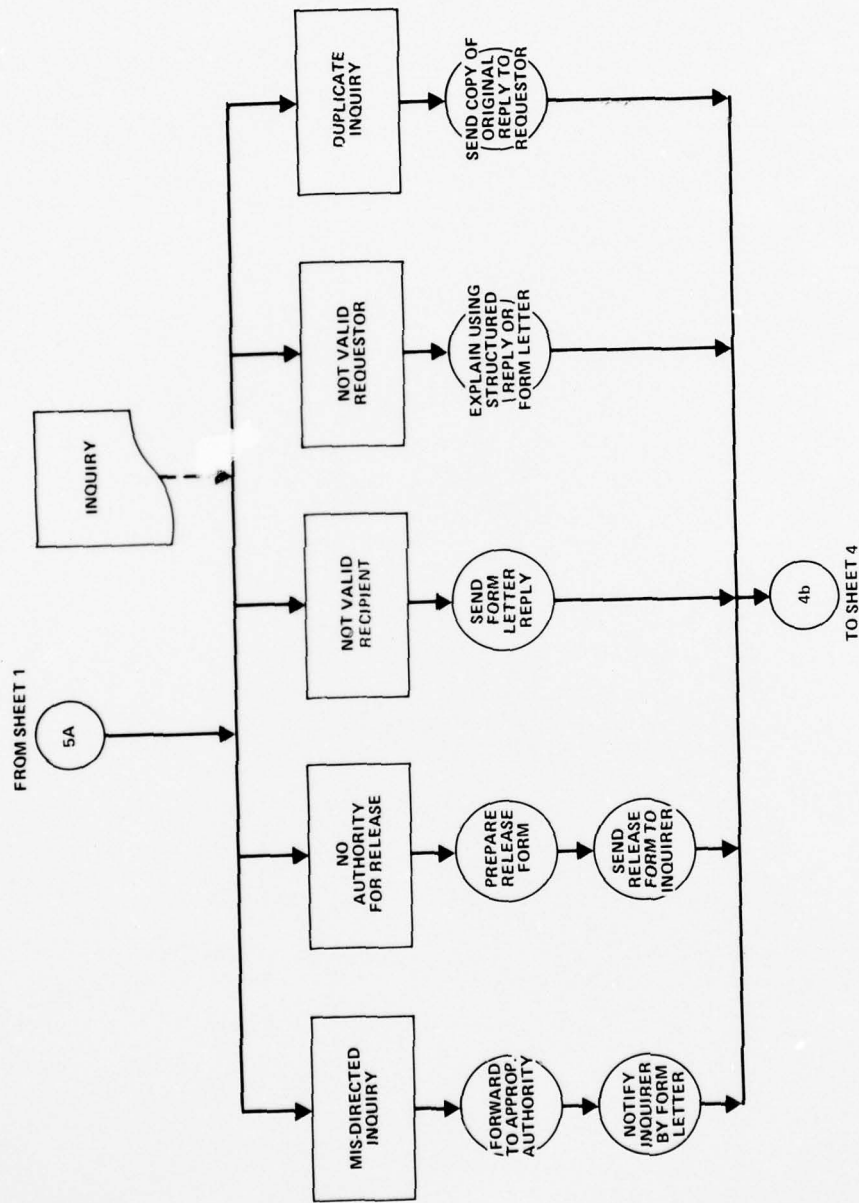 FROM SHEET 1
5A
INQUIRY
MIS-DIRECTED
INQUIRY
NO
AUTHORITY
FOR RELEASE
NOT VALID
RECIPIENT
NOT VALID
REQUESTOR
DUPLICATE
INQUIRY
FORWARD
TO APPROP.
AUTHORITY
NOTIFY
INQUIRER
BY FORM
LETTER
PREPARE
RELEASE
FORM
SEND
RELEASE
FORM TO
INQUIRER
SEND
FORM
LETTER
REPLY
EXPLAIN USING
STRUCTURED
REPLY OR
FORM LETTER
SEND COPY OF
ORIGINAL
REPLY TO
REQUESTOR
4b
TO SHEET 4